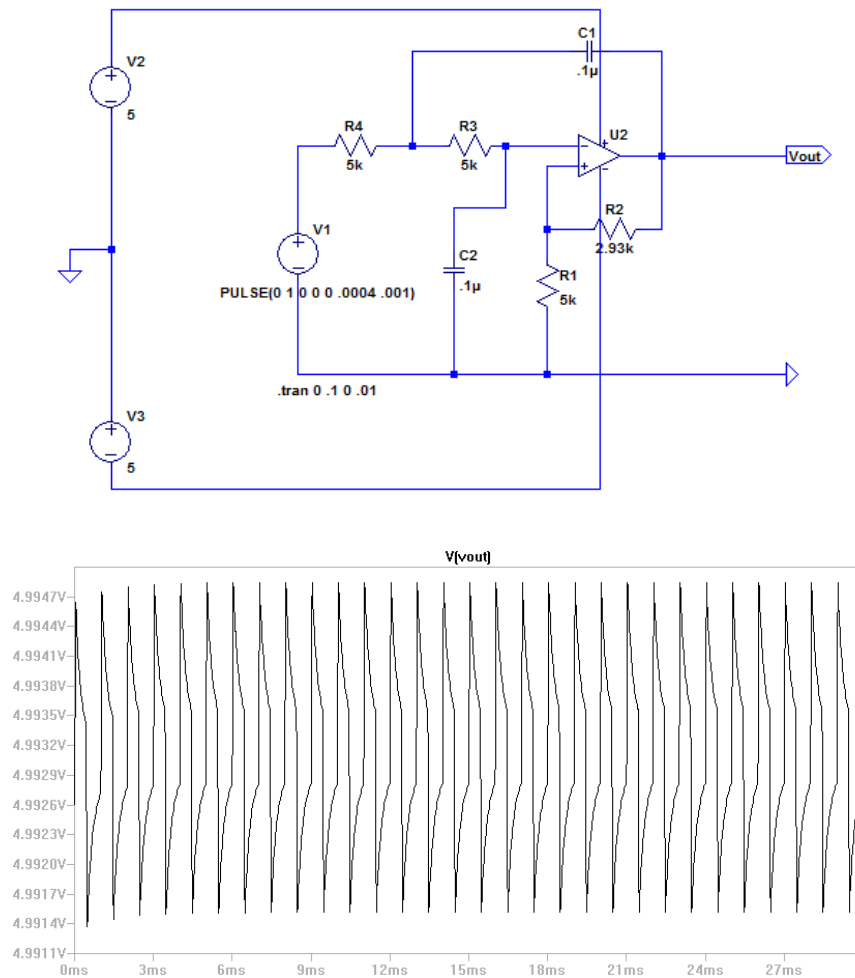 V2
5
C1
.1µ
R4
5k
R3
5k
U2
Vout
R2
2.93k
V1
PULSE(0 1 0 0 0 .0004 .001)
C2
.1µ
R1
5k
.tran 0 .1 0 .01
V3
5
V(vout)
4.9947V
4.9944V
4.9941V
4.9938V
4.9935V
4.9932V
4.9929V
4.9926V
4.9923V
4.9920V
4.9917V
4.9914V
4.9911V
0ms 3ms 6ms 9ms 12ms 15ms 18ms 21ms 24ms 27ms